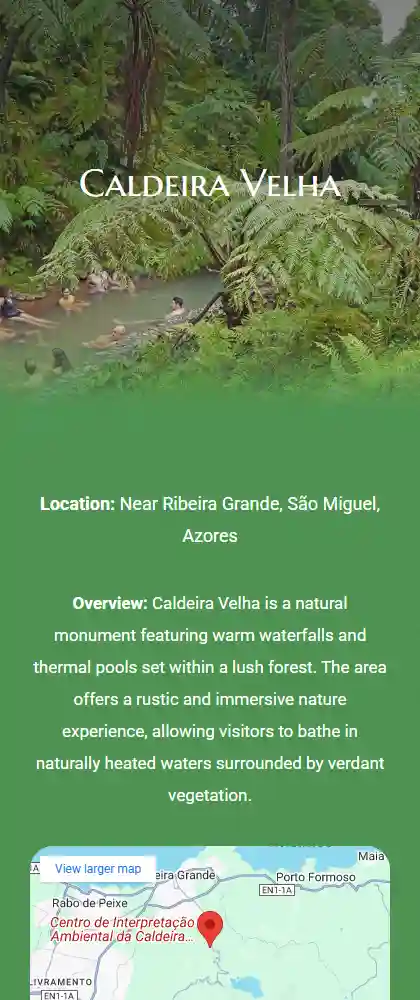 Caldeira Velha
Location: Near Ribeira Grande, São Miguel,
Azores
Overview: Caldeira Velha is a natural
monument featuring warm waterfalls and
thermal pools set within a lush forest. The area
offers a rustic and immersive nature
experience, allowing visitors to bathe in
naturally heated waters surrounded by verdant
vegetation.
Maia
View larger map
eira Grande
Porto Formoso
EN1-1A
Rabo de Peixe
Centro de Interpretação
Ambiental da Caldeira...
LIVRAMENTO
EN1-1A